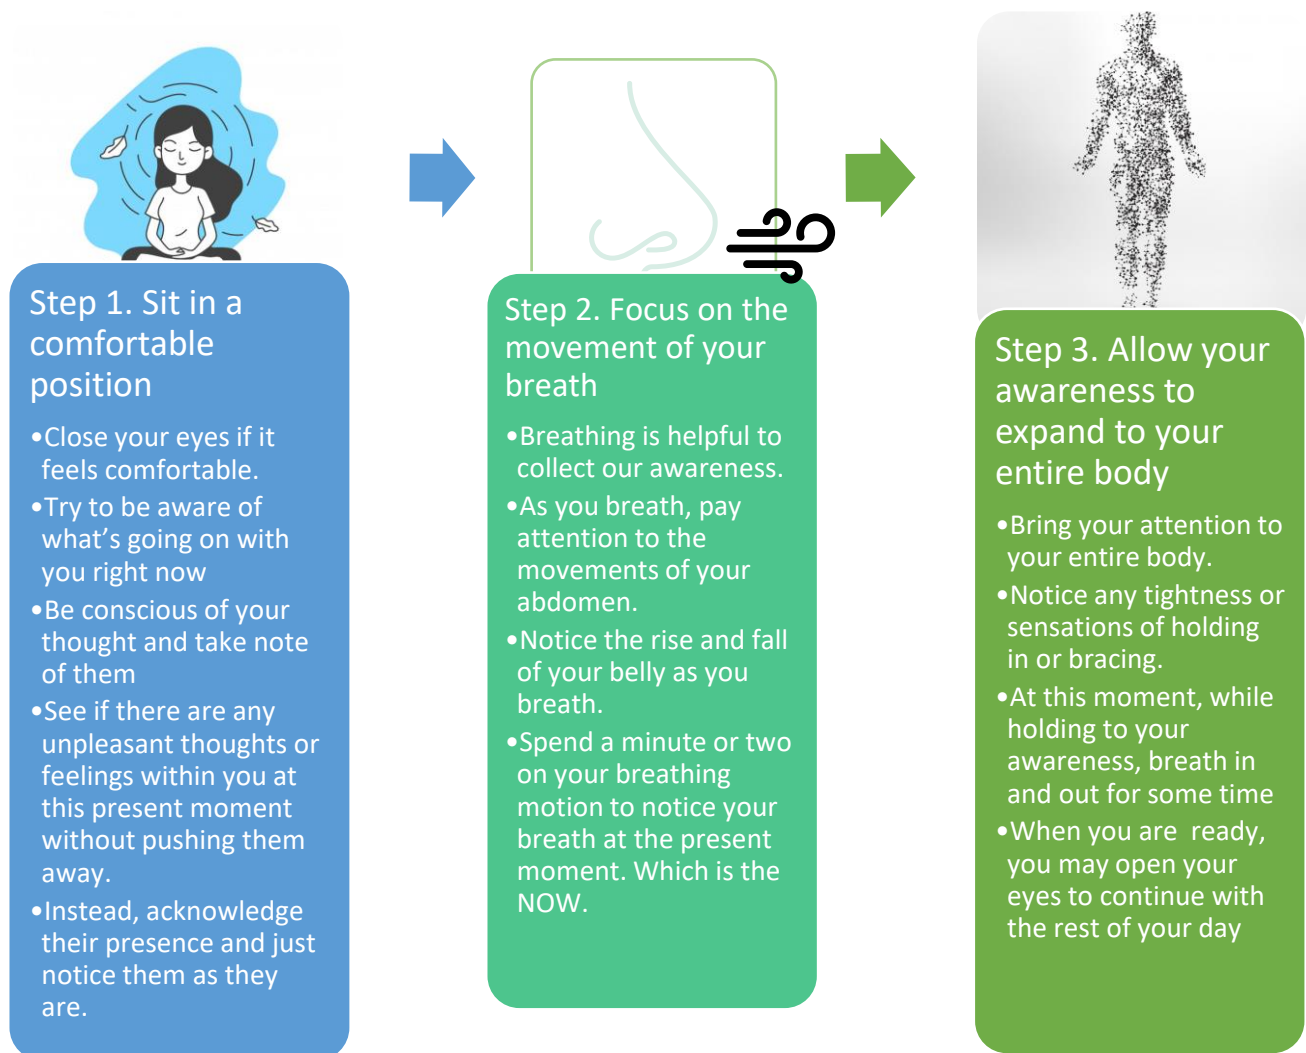 Step 1. Sit in a
comfortable
position
•Close your eyes if it
feels comfortable.
•Try to be aware of
what’s going on with
you right now
•Be conscious of your
thought and take note
of them
•See if there are any
unpleasant thoughts or
feelings within you at
this present moment
without pushing them
away.
•Instead, acknowledge
their presence and just
notice them as they
are.
Step 2. Focus on the
movement of your
breath
•Breathing is helpful to
collect our awareness.
•As you breath, pay
attention to the
movements of your
abdomen.
•Notice the rise and fall
of your belly as you
breath.
•Spend a minute or two
on your breathing
motion to notice your
breath at the present
moment. Which is the
NOW.
Step 3. Allow your
awareness to
expand to your
entire body
•Bring your attention to
your entire body.
•Notice any tightness or
sensations of holding
in or bracing.
•At this moment, while
holding to your
awareness, breath in
and out for some time
•When you are  ready,
you may open your
eyes to continue with
the rest of your day